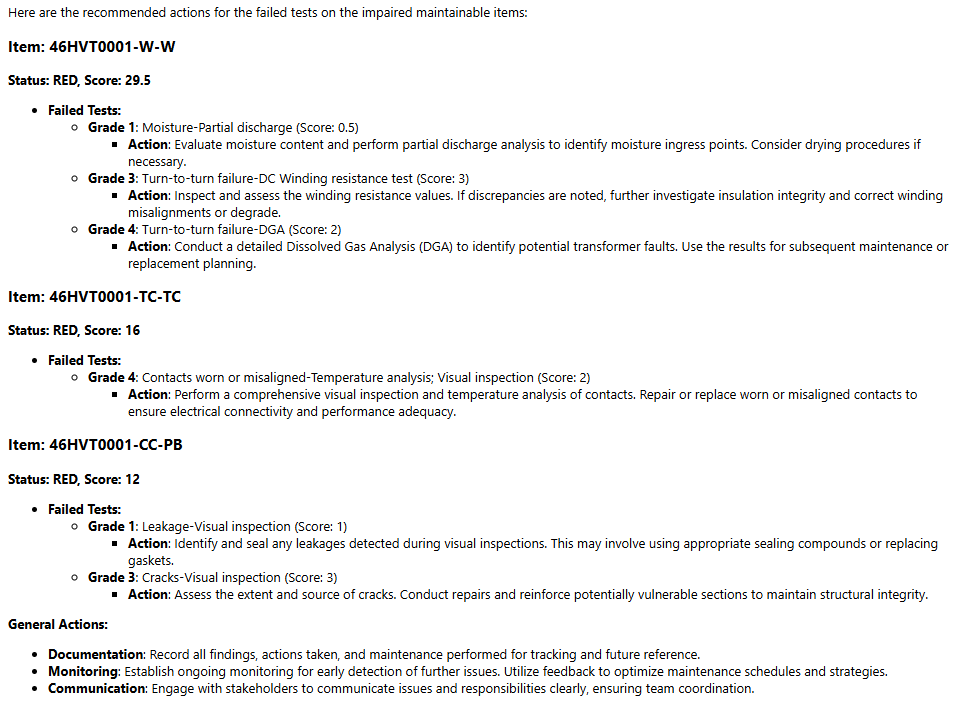 Here are the recommended actions for the failed tests on the impaired maintainable items:
Item: 46HVT0001-W-W
Status: RED, Score: 29.5
Failed Tests:
Grade 1: Moisture-Partial discharge (Score: 0.5)
Action: Evaluate moisture content and perform partial discharge analysis to identify moisture ingress points. Consider drying procedures if
necessary.
Grade 3: Turn-to-turn failure-DC Winding resistance test (Score: 3)
Action: Inspect and assess the winding resistance values. If discrepancies are noted, further investigate insulation integrity and correct winding
misalignments or degrade.
Grade 4: Turn-to-turn failure-DGA (Score: 2)
Action: Conduct a detailed Dissolved Gas Analysis (DGA) to identify potential transformer faults. Use the results for subsequent maintenance or
replacement planning.
Item: 46HVT0001-TC-TC
Status: RED, Score: 16
Failed Tests:
Grade 4: Contacts worn or misaligned-Temperature analysis; Visual inspection (Score: 2)
Action: Perform a comprehensive visual inspection and temperature analysis of contacts. Repair or replace worn or misaligned contacts to
ensure electrical connectivity and performance adequacy.
Item: 46HVT0001-CC-PB
Status: RED, Score: 12
Failed Tests:
Grade 1: Leakage-Visual inspection (Score: 1)
Action: Identify and seal any leakages detected during visual inspections. This may involve using appropriate sealing compounds or replacing
gaskets.
Grade 3: Cracks-Visual inspection (Score: 3)
Action: Assess the extent and source of cracks. Conduct repairs and reinforce potentially vulnerable sections to maintain structural integrity.
General Actions:
Documentation: Record all findings, actions taken, and maintenance performed for tracking and future reference.
Monitoring: Establish ongoing monitoring for early detection of further issues. Utilize feedback to optimize maintenance schedules and strategies.
Communication: Engage with stakeholders to communicate issues and responsibilities clearly, ensuring team coordination.